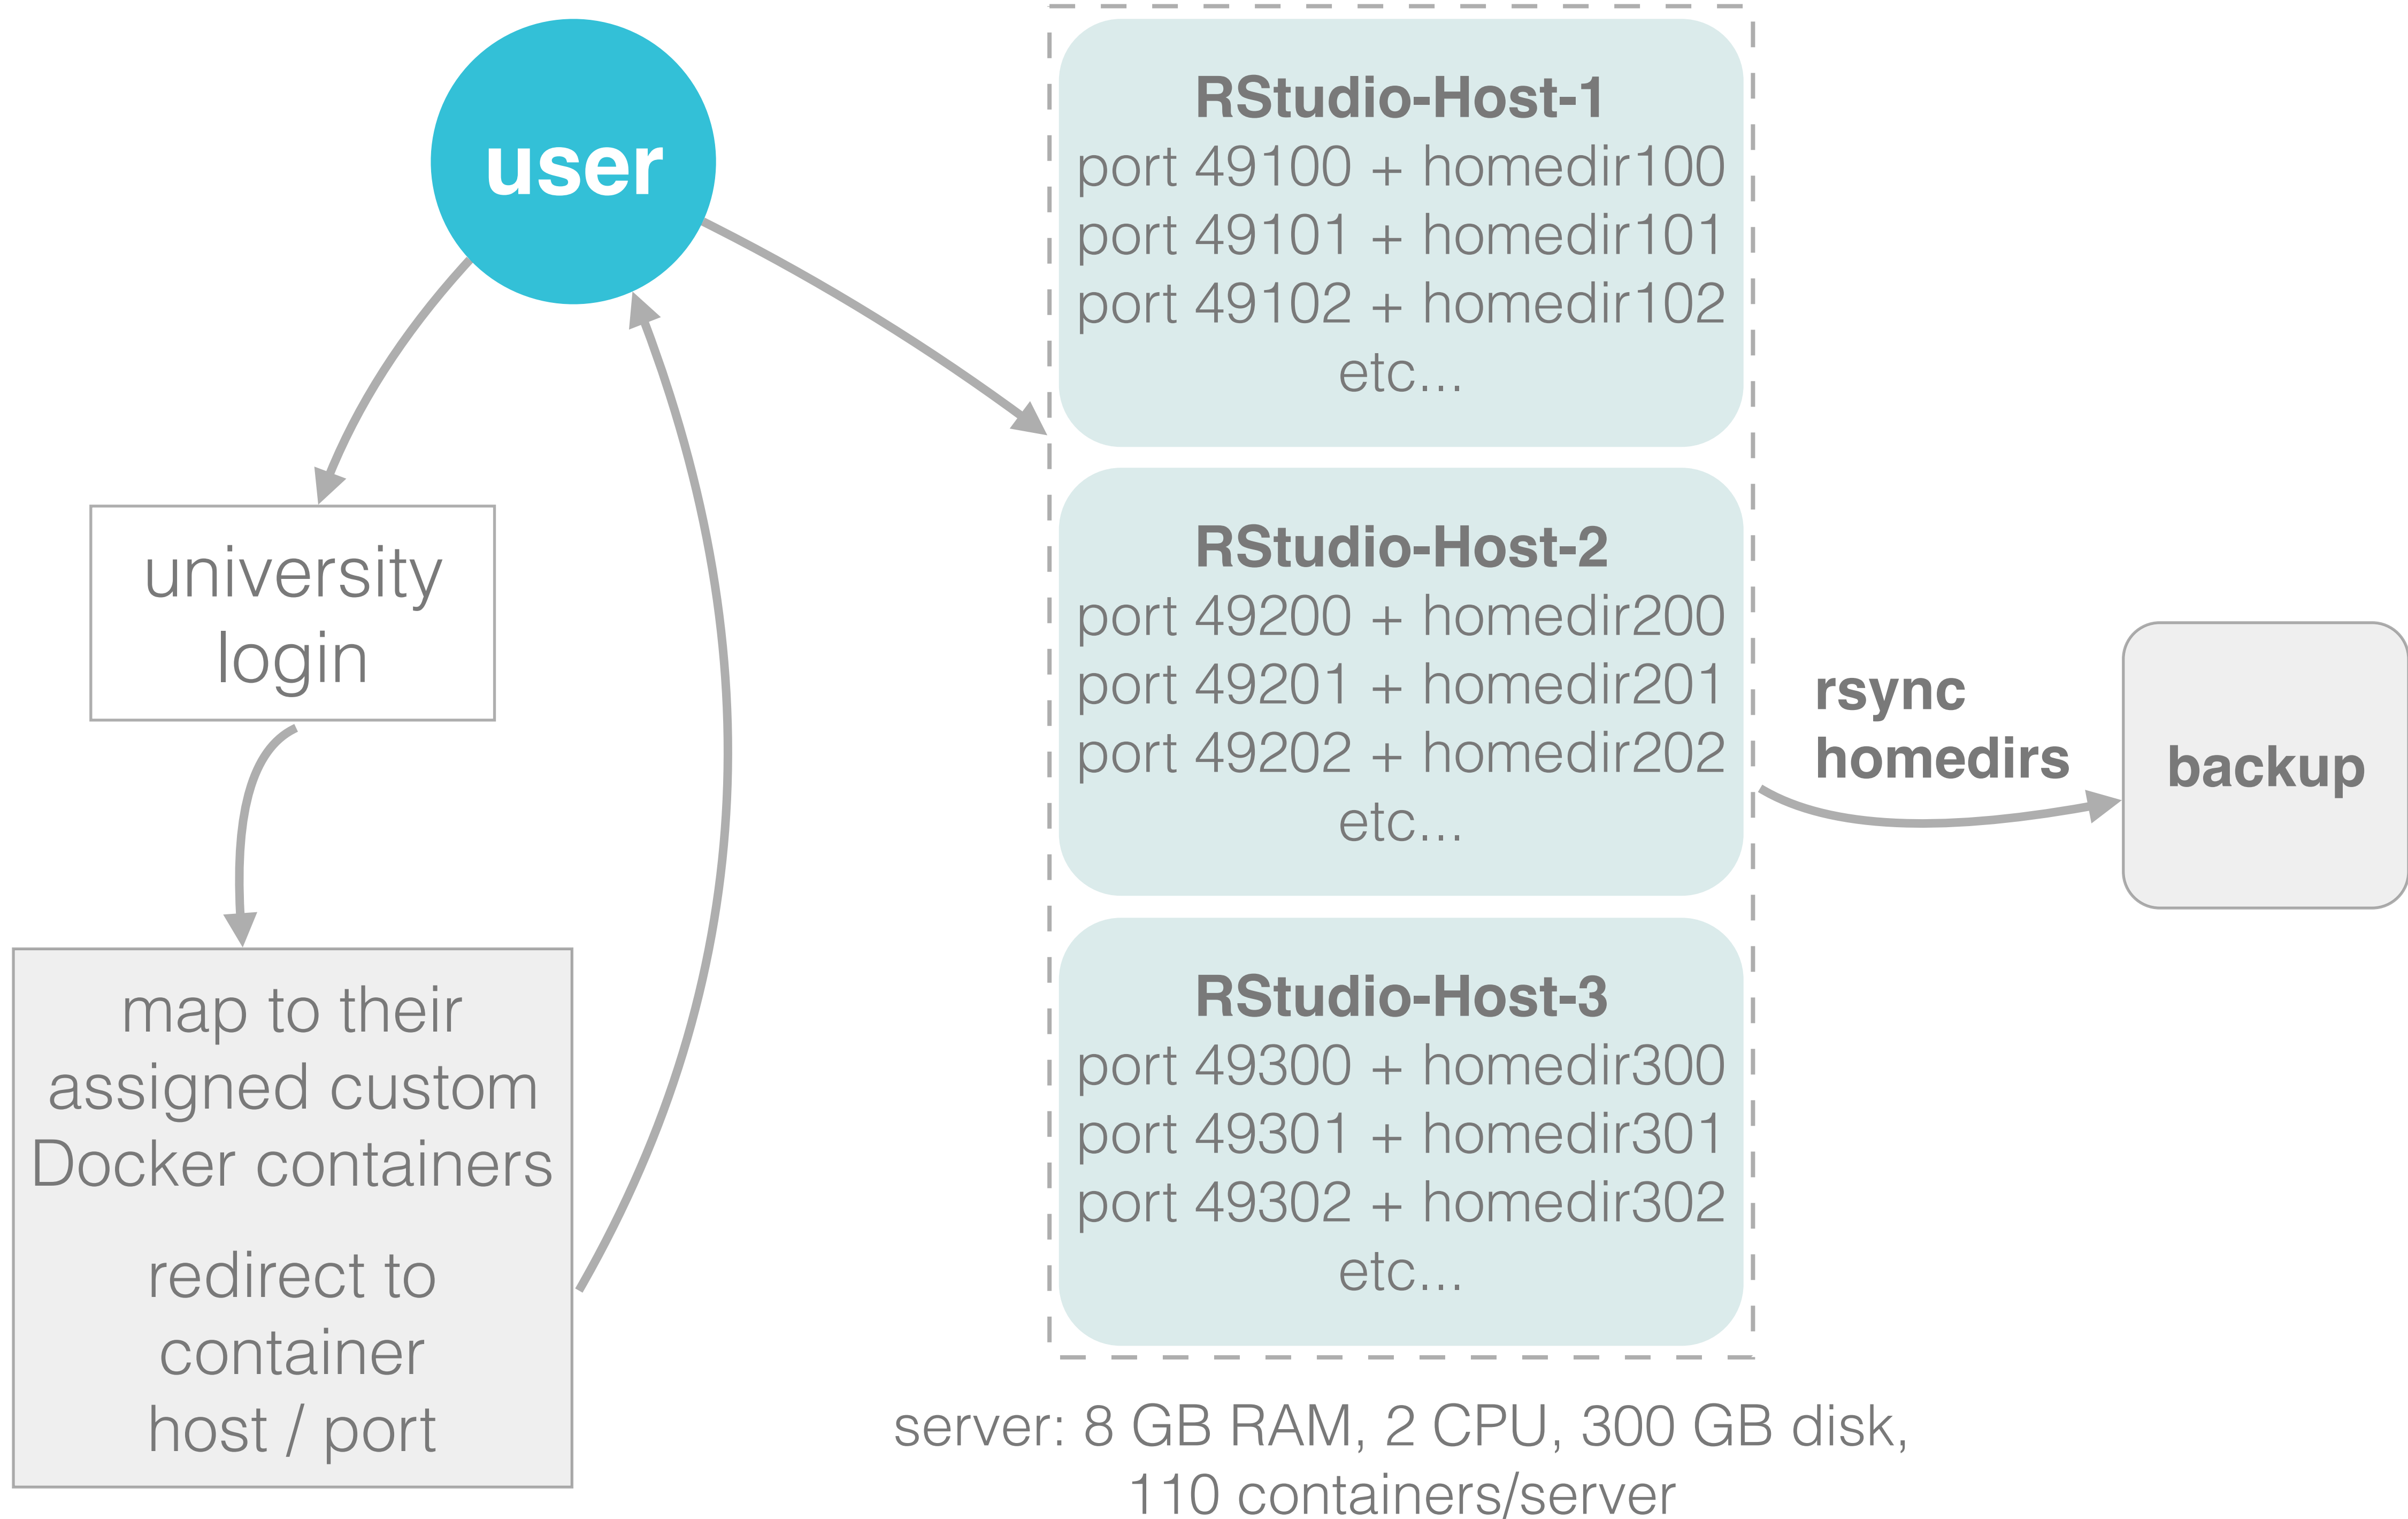 user
university
login
map to their
assigned custom
Docker containers
redirect to
container
host / port
RStudio-Host-1
port 49100 + homedir100
port 49101 + homedir101
port 49102 + homedir102
etc...
RStudio-Host-2
port 49200 + homedir200
port 49201 + homedir201
port 49202 + homedir202
etc...
RStudio-Host-3
port 49300 + homedir300
port 49301 + homedir301
port 49302 + homedir302
etc...
server: 8 GB RAM, 2 CPU, 300 GB disk,
110 containers/server
rsync
homedirs
backup